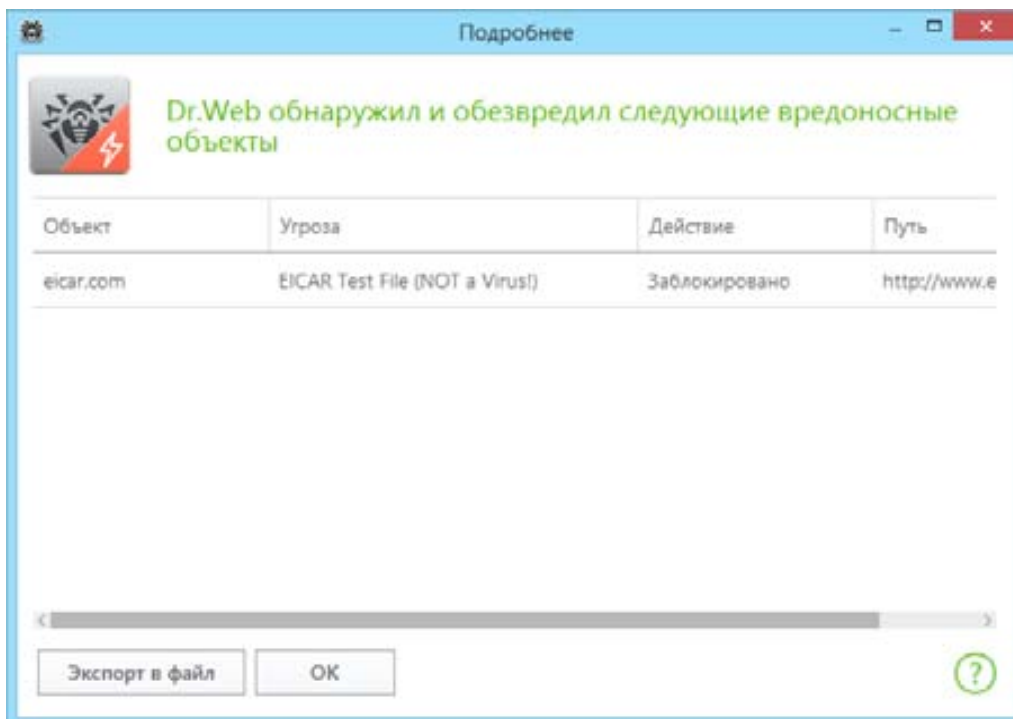 Подробнее
Dr.Web обнаружил и обезвредил следующие вредоносные
объекты
Объект Угроза Действие Путь
eicar.com EICAR Test File (NOT a Virus!) Заблокировано http://www.e
Экспорт в файл OK
?